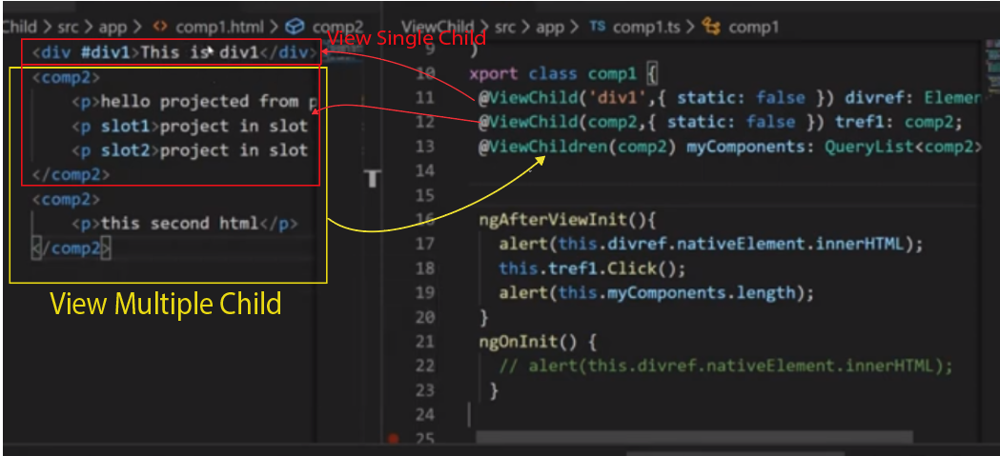 Child > src > app > <> comp1.html > comp2
<div #div1>This is div1</div>
<comp2>
<p>hello projected from p
<p slot1>project in slot
<p slot2>project in slot
</comp2>
<comp2>
<p>this second html</p>
</comp2>
View Multiple Child
View Single Child
T
ViewChild > src > app > TS comp1.ts > comp1
9 )
10 xport class comp1 {
11 @ViewChild('div1',{ static: false }) divref: Elemen
12 @ViewChild(comp2,{ static: false }) tref1: comp2;
13 @ViewChildren(comp2) myComponents: QueryList<comp2>
14
15
16 ngAfterViewInit(){
17 alert(this.divref.nativeElement.innerHTML);
18 this.tref1.Click();
19 alert(this.myComponents.length);
20 }
21 ngOnInit() {
22 // alert(this.divref.nativeElement.innerHTML);
23 }
24
25